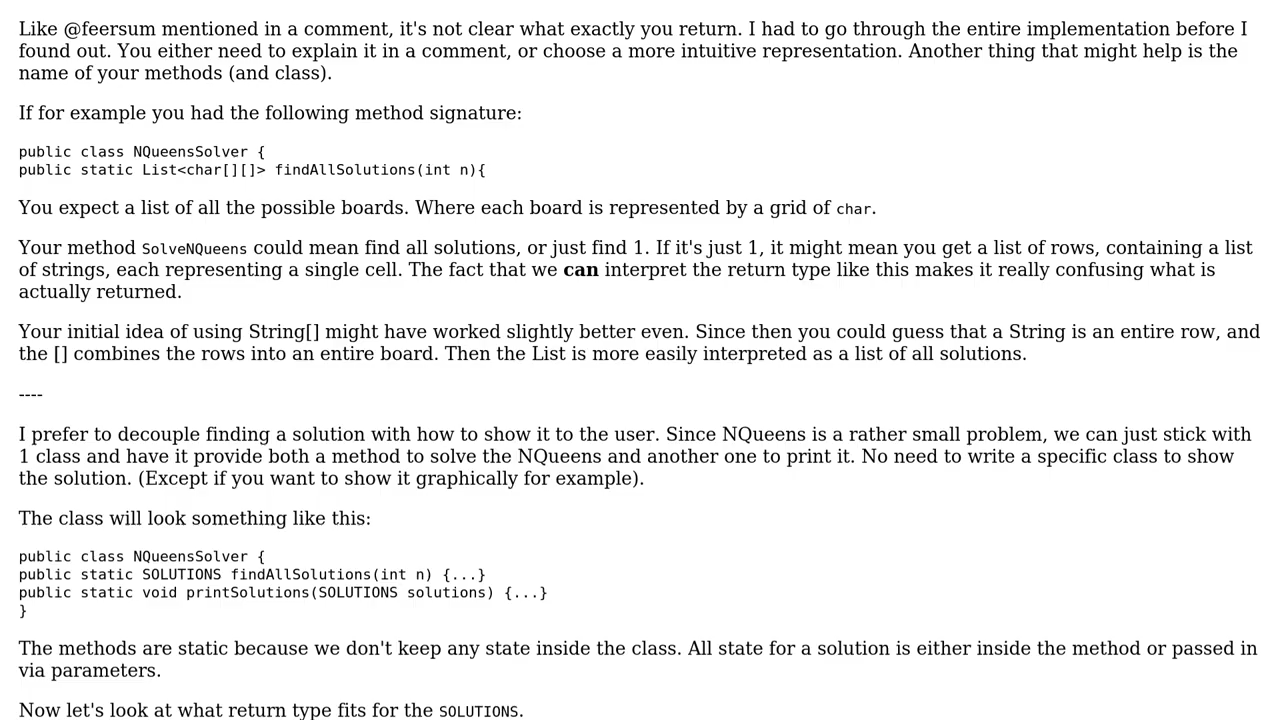 Like @feersum mentioned in a comment, it's not clear what exactly you return. I had to go through the entire implementation before I
found out. You either need to explain it in a comment, or choose a more intuitive representation. Another thing that might help is the
name of your methods (and class).
If for example you had the following method signature:
public class NQueensSolver {
public static List<char[][]> findAllSolutions(int n){
You expect a list of all the possible boards. Where each board is represented by a grid of char.
Your method SolveNQueens could mean find all solutions, or just find 1. If it's just 1, it might mean you get a list of rows, containing a list
of strings, each representing a single cell. The fact that we can interpret the return type like this makes it really confusing what is
actually returned.
Your initial idea of using String[] might have worked slightly better even. Since then you could guess that a String is an entire row, and
the [] combines the rows into an entire board. Then the List is more easily interpreted as a list of all solutions.
----
I prefer to decouple finding a solution with how to show it to the user. Since NQueens is a rather small problem, we can just stick with
1 class and have it provide both a method to solve the NQueens and another one to print it. No need to write a specific class to show
the solution. (Except if you want to show it graphically for example).
The class will look something like this:
public class NQueensSolver {
public static SOLUTIONS findAllSolutions(int n) {...}
public static void printSolutions(SOLUTIONS solutions) {...}
}
The methods are static because we don't keep any state inside the class. All state for a solution is either inside the method or passed in
via parameters.
Now let's look at what return type fits for the SOLUTIONS.